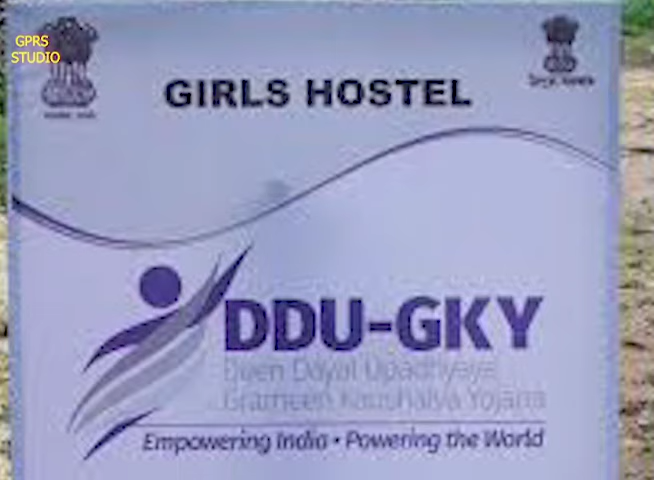 GPRS
STUDIO
GIRLS HOSTEL
DDU-GKY
Deen Dayal Upadhyaya
Grameen Kaushalya Yojana
Empowering India • Powering the World